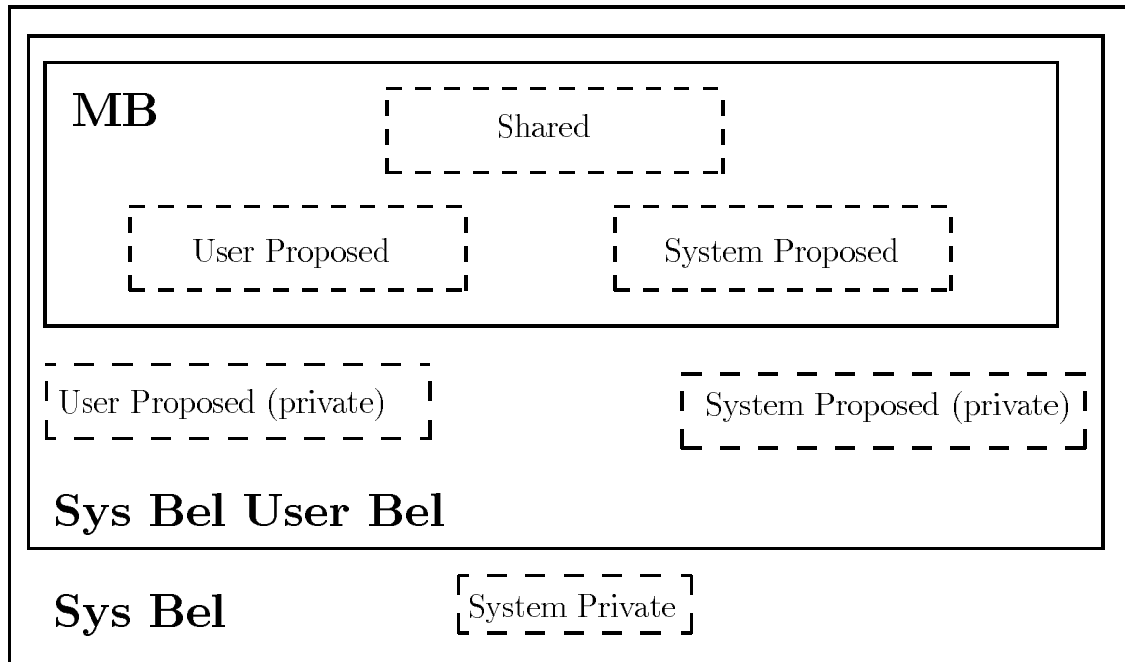 MB
Shared
User Proposed
System Proposed
User Proposed (private)
System Proposed (private)
Sys Bel User Bel
Sys Bel
System Private